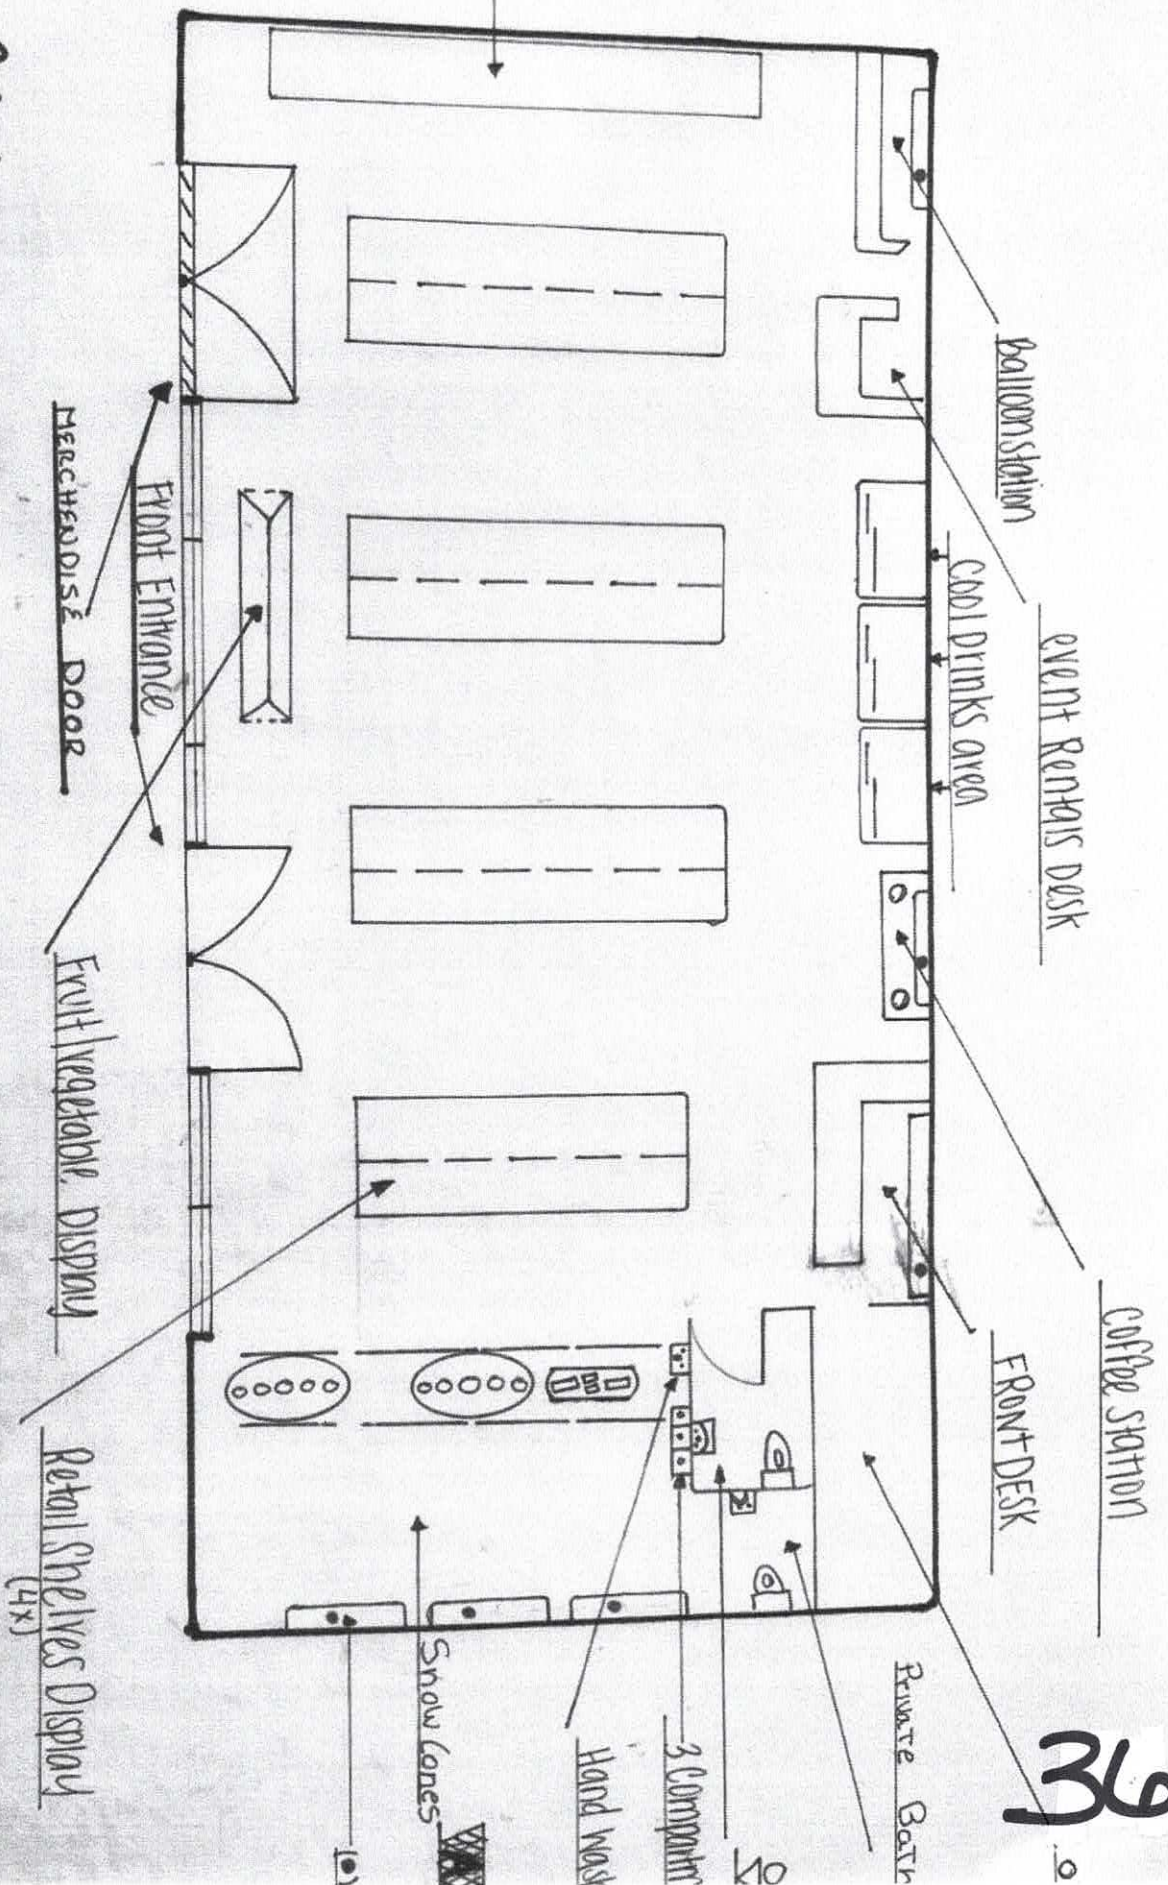 Balloon station
event Rentals Desk
Cool Drinks area
Coffee Station
FRONT DESK
Front Entrance
MERCHENDISE DOOR
Fruit/vegetable Display
Retail Shelves Display
(4x)
Snow Cones
Hand Wash
3 Compartm
Private Bath
36